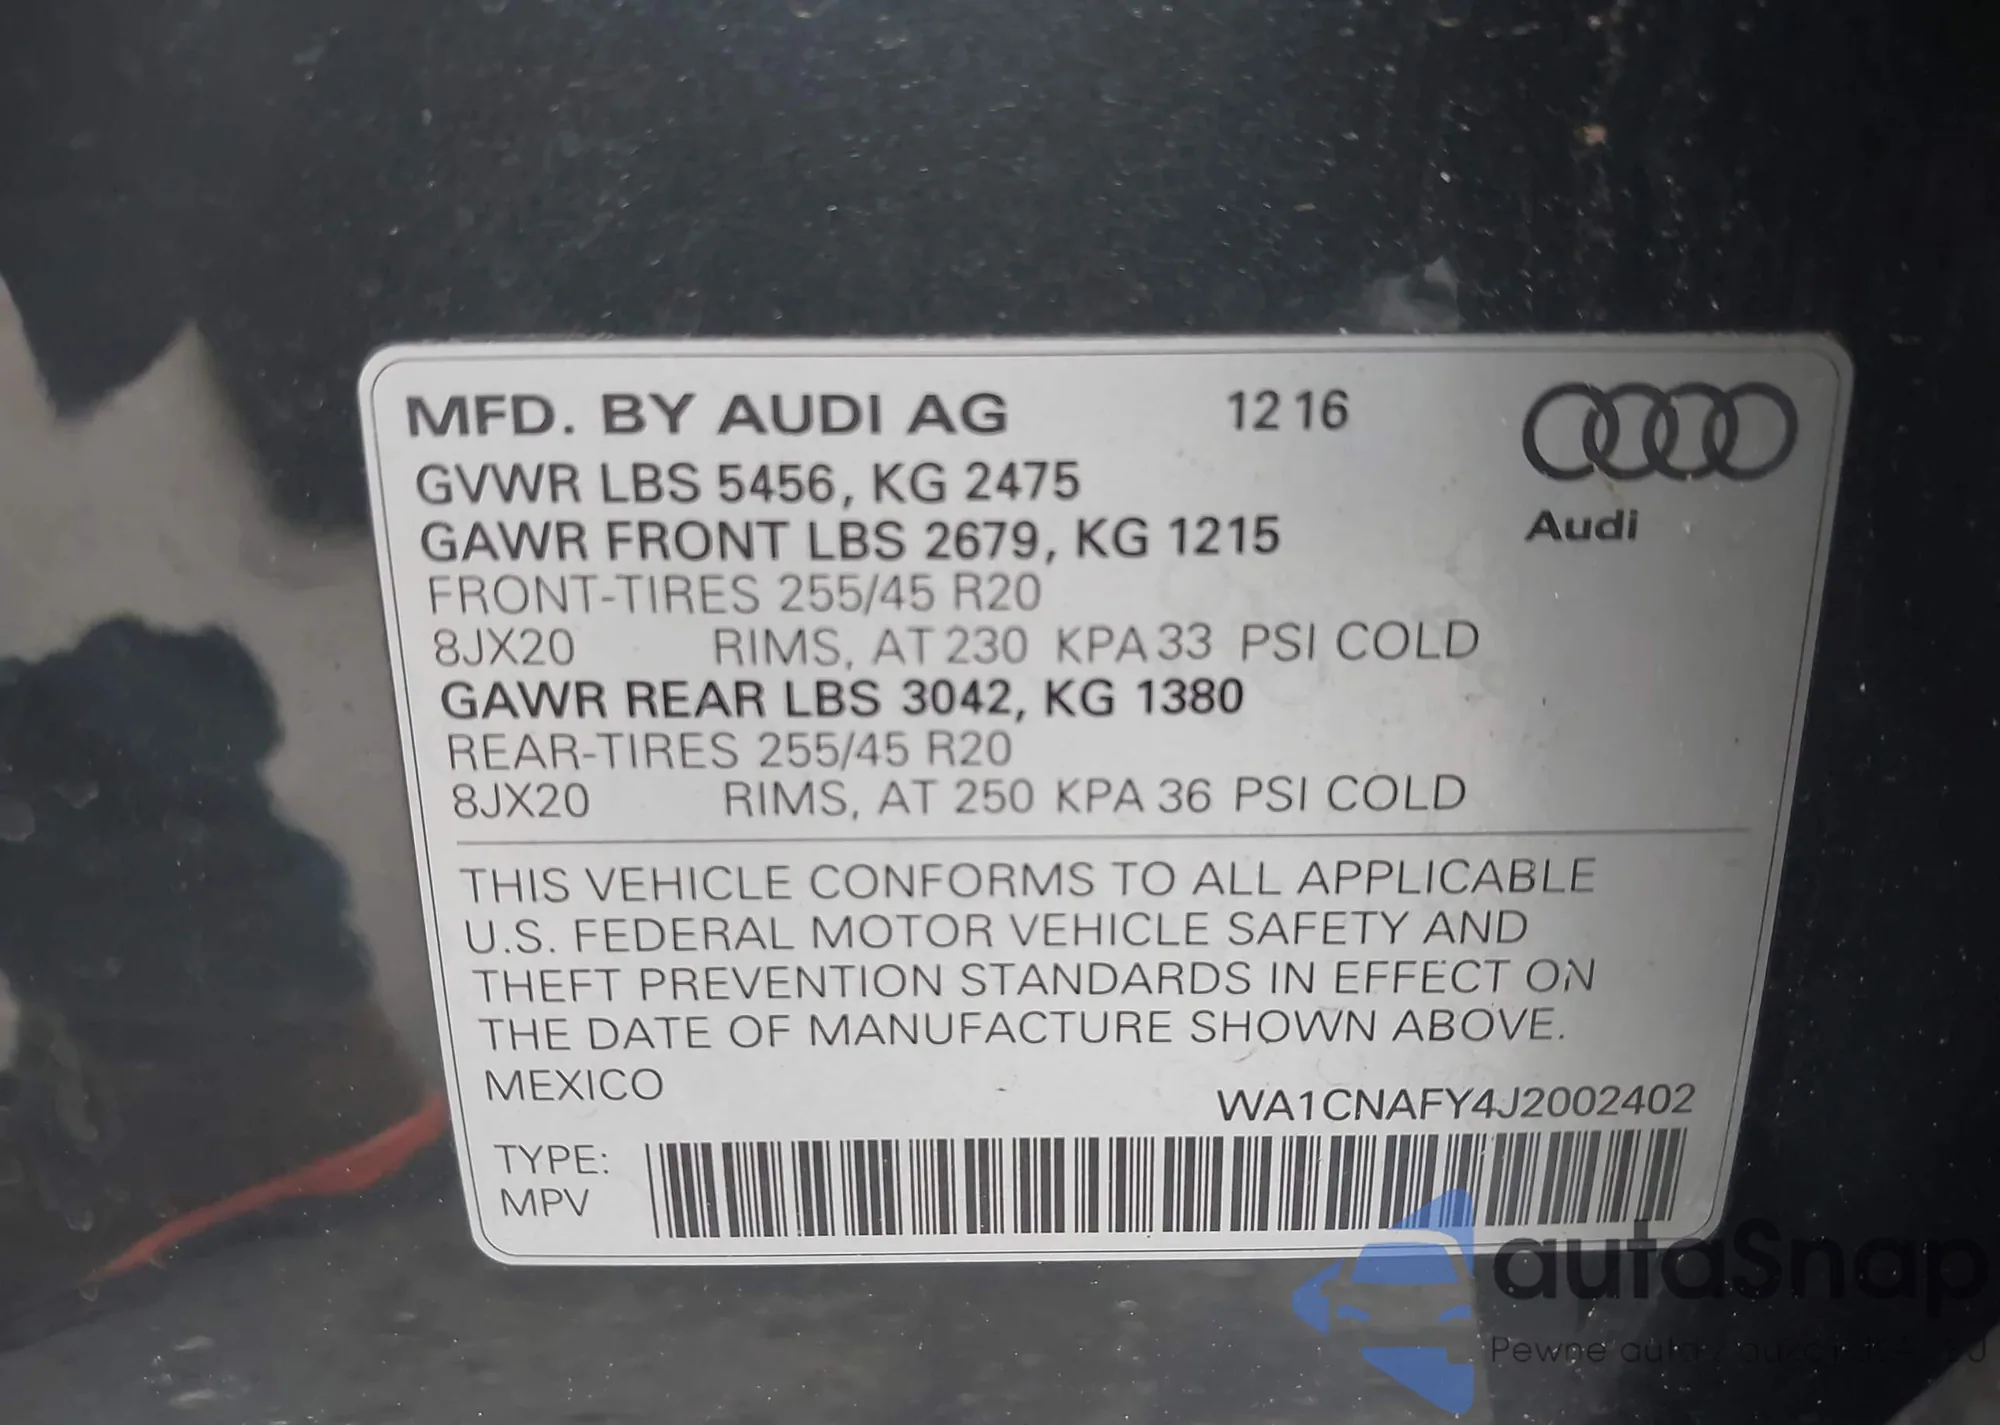 MFD. BY AUDI AG 12 16
GVWR LBS 5456, KG 2475
GAWR FRONT LBS 2679, KG 1215
Audi
FRONT-TIRES 255/45 R20
8JX20 RIMS, AT 230 KPA 33 PSI COLD
GAWR REAR LBS 3042, KG 1380
REAR-TIRES 255/45 R20
8JX20 RIMS, AT 250 KPA 36 PSI COLD
THIS VEHICLE CONFORMS TO ALL APPLICABLE
U.S. FEDERAL MOTOR VEHICLE SAFETY AND
THEFT PREVENTION STANDARDS IN EFFECT ON
THE DATE OF MANUFACTURE SHOWN ABOVE.
MEXICO
WA1CNAFY4J2002402
TYPE:
MPV
autaSnap
Pewne auta z